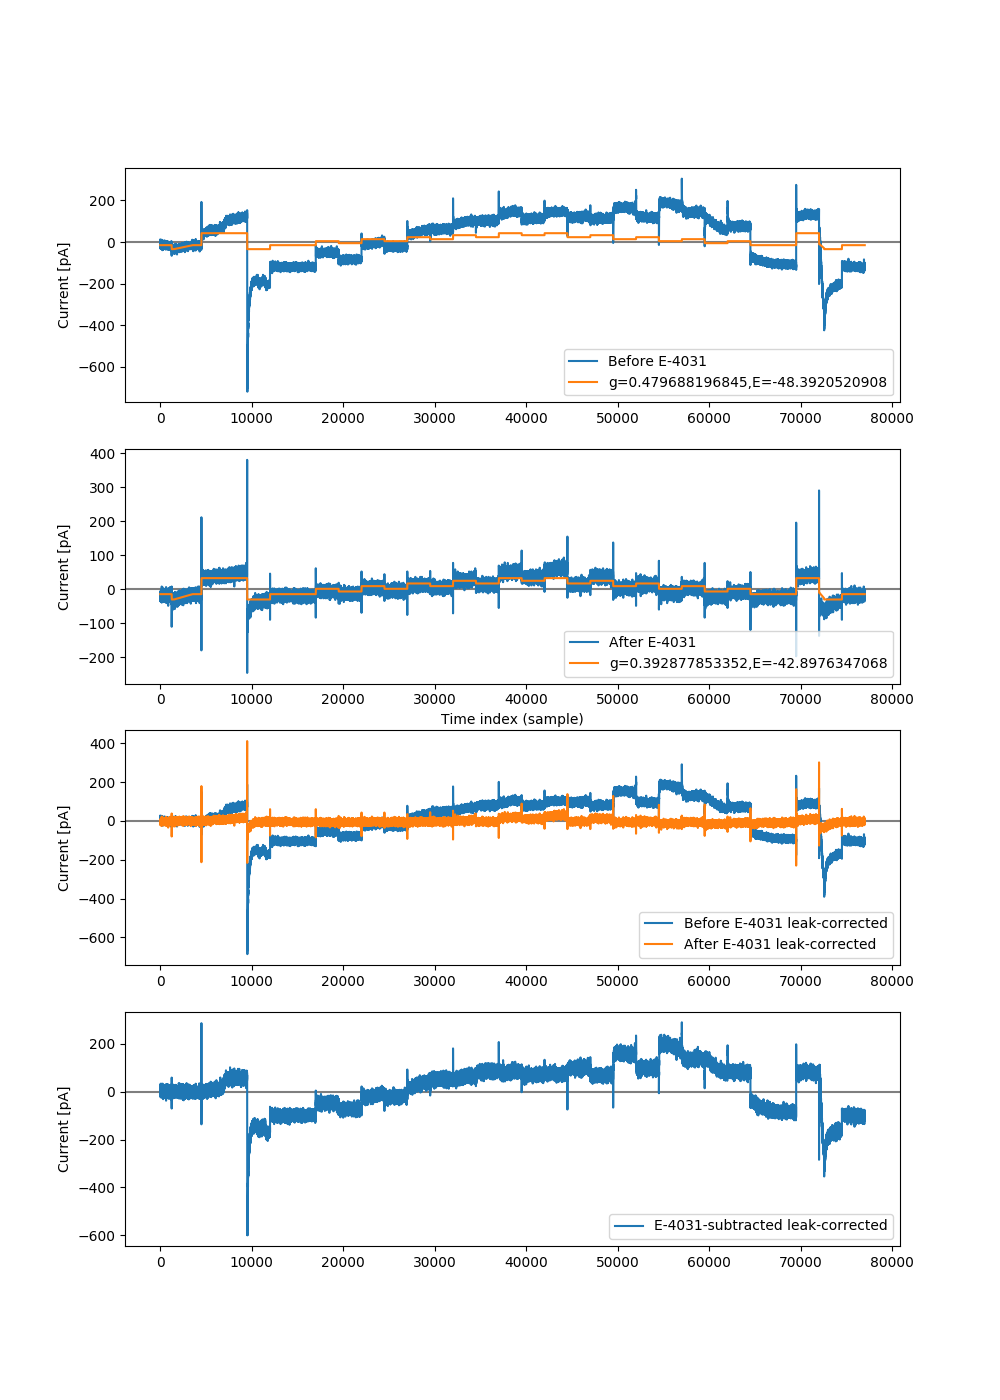 200
0
−200
−400
−600
Current [pA]
Before E-4031
g=0.479688196845,E=-48.3920520908
0 10000 20000 30000 40000 50000 60000 70000 80000
400
300
200
100
0
−100
−200
Current [pA]
After E-4031
g=0.392877853352,E=-42.8976347068
0 10000 20000 30000 40000 50000 60000 70000 80000
Time index (sample)
400
200
0
−200
−400
−600
Current [pA]
Before E-4031 leak-corrected
After E-4031 leak-corrected
0 10000 20000 30000 40000 50000 60000 70000 80000
200
0
−200
−400
−600
Current [pA]
E-4031-subtracted leak-corrected
0 10000 20000 30000 40000 50000 60000 70000 80000